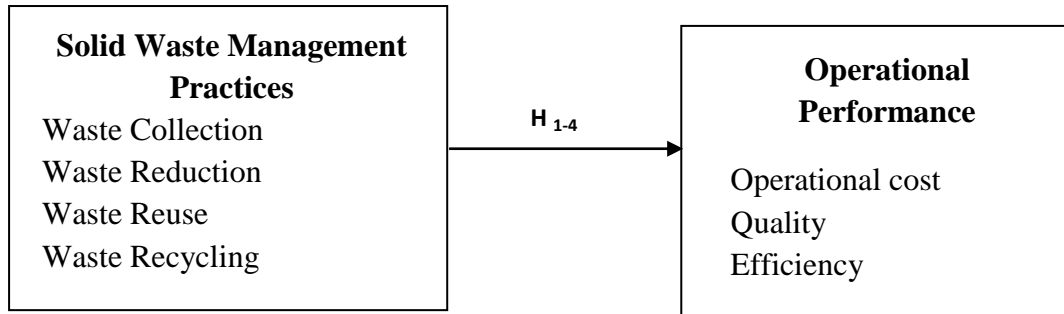 Solid Waste Management
Practices
Waste Collection
Waste Reduction
Waste Reuse
Waste Recycling
H 1-4
Operational
Performance
Operational cost
Quality
Efficiency